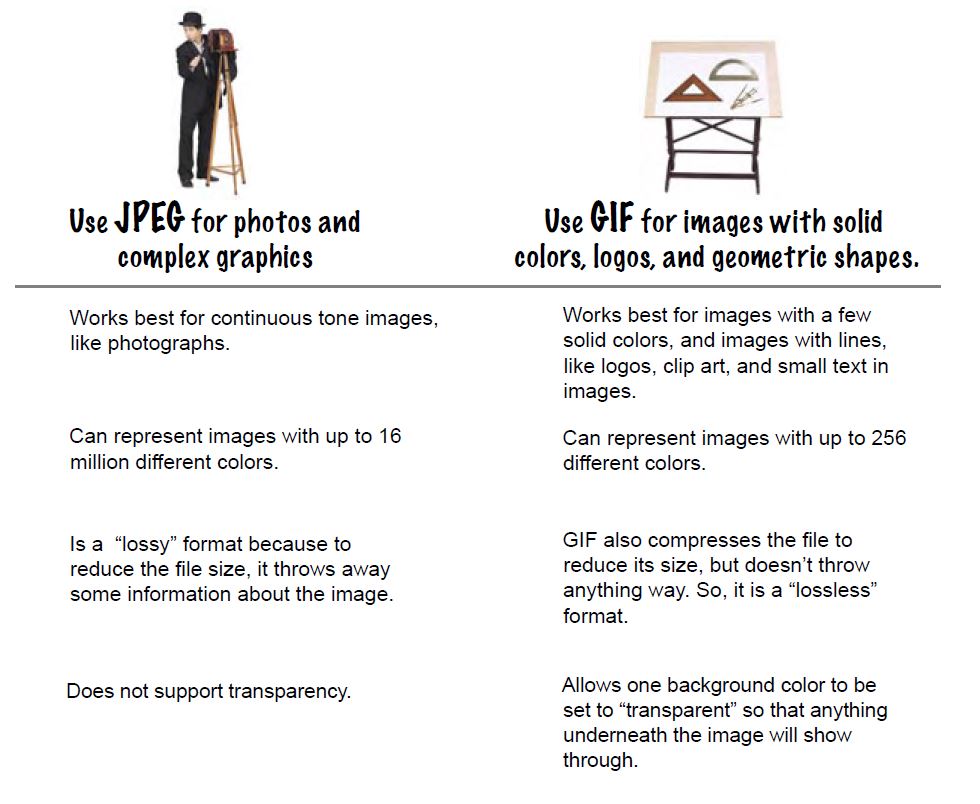 Use JPEG for photos and
complex graphics
Use GIF for images with solid
colors, logos, and geometric shapes.
Works best for continuous tone images,
like photographs.
Works best for images with a few
solid colors, and images with lines,
like logos, clip art, and small text in
images.
Can represent images with up to 16
million different colors.
Can represent images with up to 256
different colors.
Is a “lossy” format because to
reduce the file size, it throws away
some information about the image.
GIF also compresses the file to
reduce its size, but doesn’t throw
anything way. So, it is a “lossless”
format.
Does not support transparency.
Allows one background color to be
set to “transparent” so that anything
underneath the image will show
through.